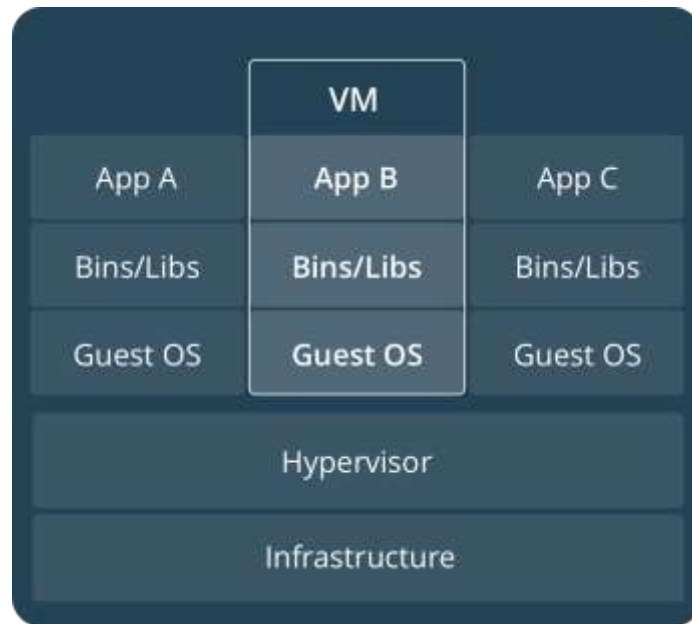 VM
App A App B App C
Bins/Libs Bins/Libs Bins/Libs
Guest OS Guest OS Guest OS
Hypervisor
Infrastructure